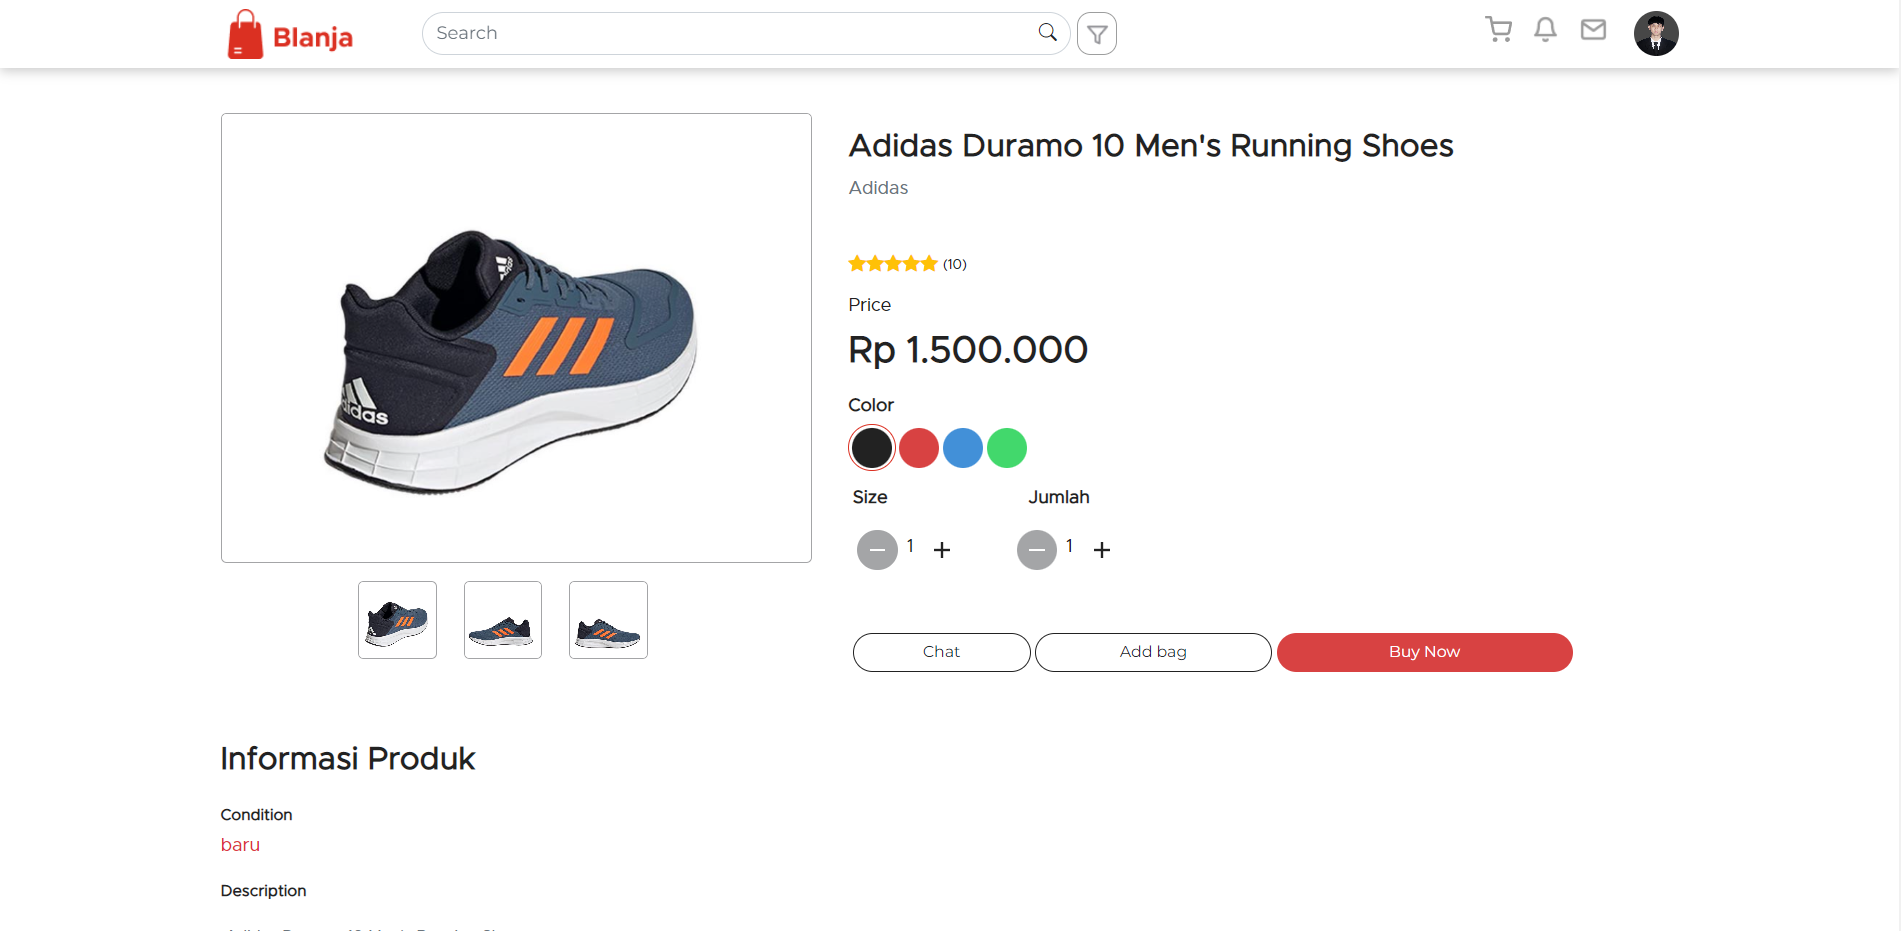 Blanja
Search
Adidas Duramo 10 Men's Running Shoes
Adidas
(10)
Price
Rp 1.500.000
Color
Size Jumlah
1 1
adidas
Chat Add bag Buy Now
Informasi Produk
Condition
baru
Description